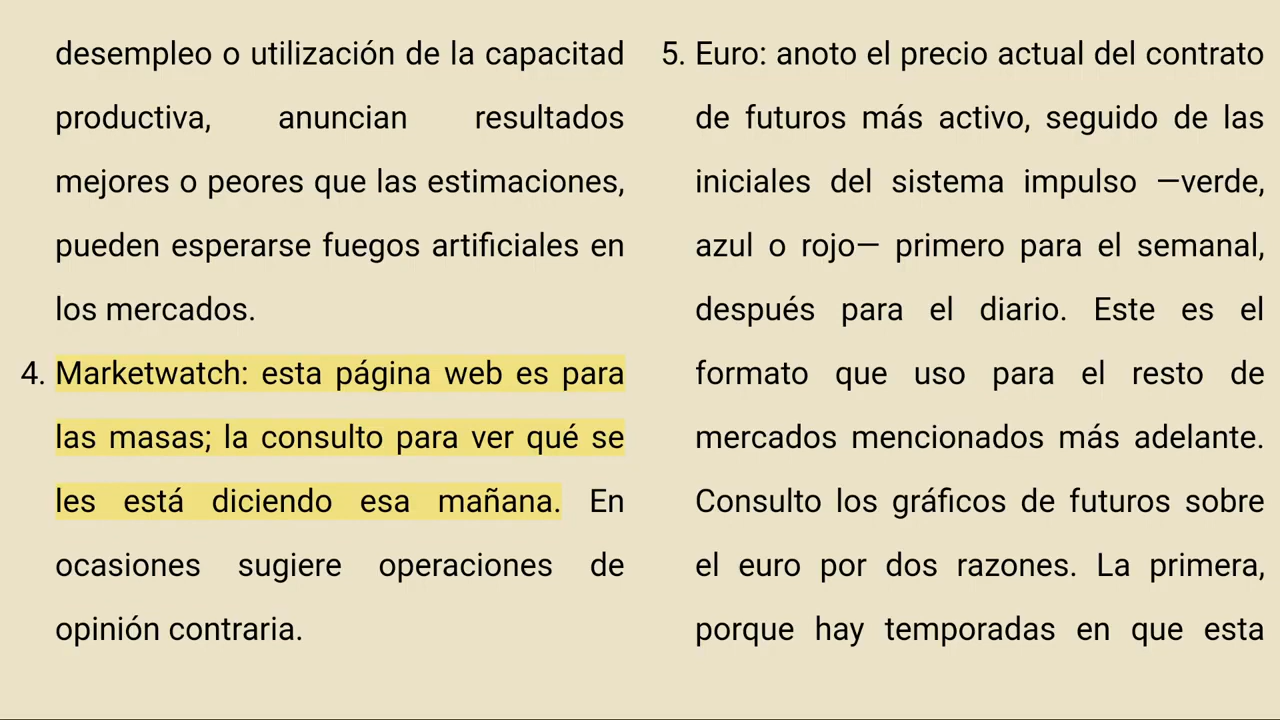 desempleo o utilización de la capacitad
productiva, anuncian resultados
mejores o peores que las estimaciones,
pueden esperarse fuegos artificiales en
los mercados.
4. Marketwatch: esta página web es para
las masas; la consulto para ver qué se
les está diciendo esa mañana. En
ocasiones sugiere operaciones de
opinión contraria.
5. Euro: anoto el precio actual del contrato
de futuros más activo, seguido de las
iniciales del sistema impulso —verde,
azul o rojo— primero para el semanal,
después para el diario. Este es el
formato que uso para el resto de
mercados mencionados más adelante.
Consulto los gráficos de futuros sobre
el euro por dos razones. La primera,
porque hay temporadas en que esta